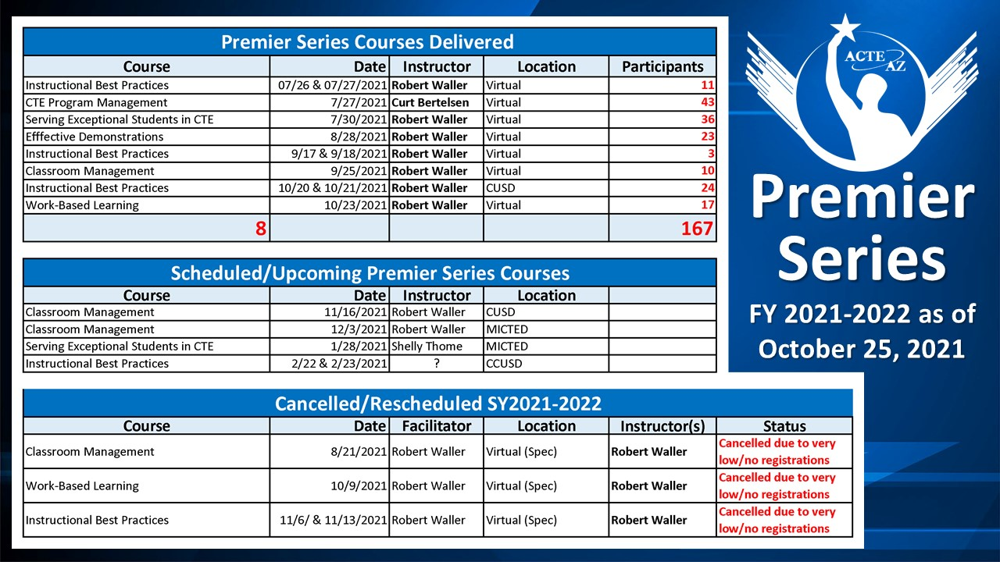 Premier Series Courses Delivered
Course Date Instructor Location Participants
Instructional Best Practices 07/26 & 07/27/2021 Robert Waller Virtual 11
CTE Program Management 7/27/2021 Curt Bertelsen Virtual 43
Serving Exceptional Students in CTE 7/30/2021 Robert Waller Virtual 36
Efffective Demonstrations 8/28/2021 Robert Waller Virtual 23
Instructional Best Practices 9/17 & 9/18/2021 Robert Waller Virtual 3
Classroom Management 9/25/2021 Robert Waller Virtual 10
Instructional Best Practices 10/20 & 10/21/2021 Robert Waller CUSD 24
Work-Based Learning 10/23/2021 Robert Waller Virtual 17
8 167
Scheduled/Upcoming Premier Series Courses
Course Date Instructor Location
Classroom Management 11/16/2021 Robert Waller CUSD
Classroom Management 12/3/2021 Robert Waller MICTED
Serving Exceptional Students in CTE 1/28/2021 Shelly Thome MICTED
Instructional Best Practices 2/22 & 2/23/2021 ? CCUSD
Cancelled/Rescheduled SY2021-2022
Course Date Facilitator Location Instructor(s) Status
Classroom Management 8/21/2021 Robert Waller Virtual (Spec) Robert Waller Cancelled due to very
low/no registrations
Work-Based Learning 10/9/2021 Robert Waller Virtual (Spec) Robert Waller Cancelled due to very
low/no registrations
Instructional Best Practices 11/6/ & 11/13/2021 Robert Waller Virtual (Spec) Robert Waller Cancelled due to very
low/no registrations
ACTE
AZ
Premier
Series
FY 2021-2022 as of
October 25, 2021